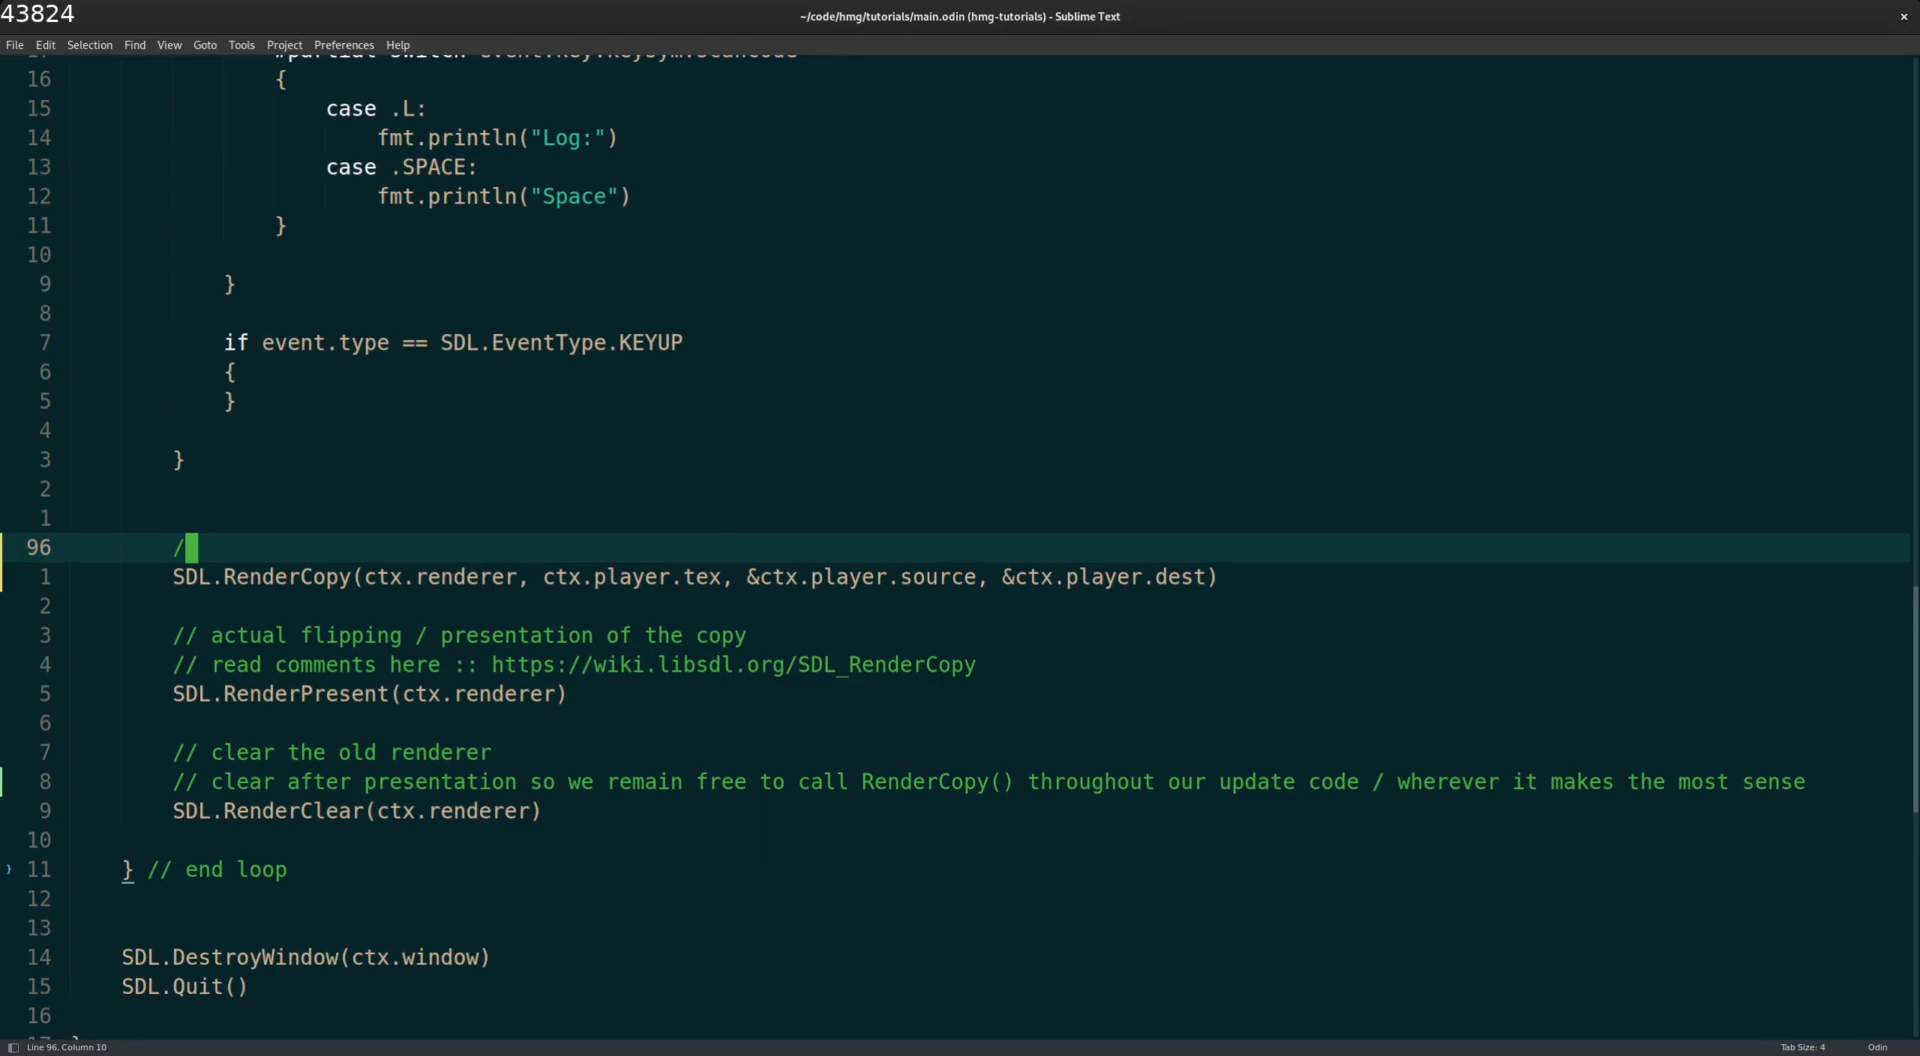 43824
~/code/hmg/tutorials/main.odin (hmg-tutorials) - Sublime Text
File Edit Selection Find View Goto Tools Project Preferences Help
17 #partial switch event.key.keysym.scancode
16 {
15 case .L:
14 fmt.println("Log:")
13 case .SPACE:
12 fmt.println("Space")
11 }
10
9 }
8
7 if event.type == SDL.EventType.KEYUP
6 {
5 }
4
3 }
2
1
96 /
1 SDL.RenderCopy(ctx.renderer, ctx.player.tex, &ctx.player.source, &ctx.player.dest)
2
3 // actual flipping / presentation of the copy
4 // read comments here :: https://wiki.libsdl.org/SDL_RenderCopy
5 SDL.RenderPresent(ctx.renderer)
6
7 // clear the old renderer
8 // clear after presentation so we remain free to call RenderCopy() throughout our update code / wherever it makes the most sense
9 SDL.RenderClear(ctx.renderer)
10
11 } // end loop
12
13
14 SDL.DestroyWindow(ctx.window)
15 SDL.Quit()
16
Line 96, Column 10 Tab Size: 4 Odin